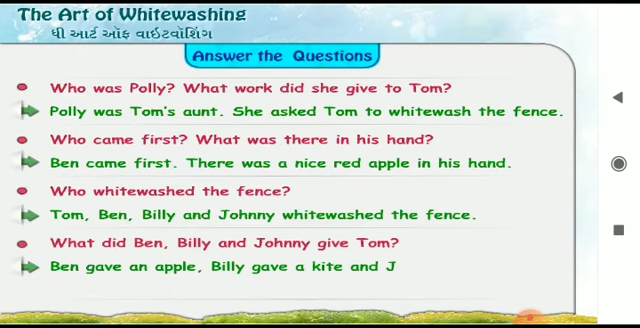 The Art of Whitewashing
ધી આર્ટ ઓફ વાઇટવૉશિંગ
Answer the Questions
Who was Polly? What work did she give to Tom?
Polly was Tom's aunt. She asked Tom to whitewash the fence.
Who came first? What was there in his hand?
Ben came first. There was a nice red apple in his hand.
Who whitewashed the fence?
Tom, Ben, Billy and Johnny whitewashed the fence.
What did Ben, Billy and Johnny give Tom?
Ben gave an apple, Billy gave a kite and J